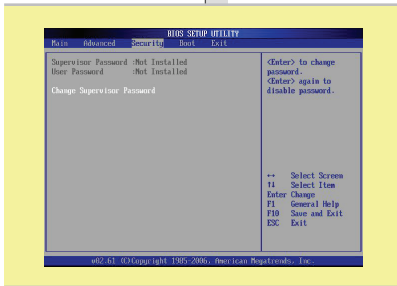 BIOS SETUP UTILITY
Main Advanced Security Boot Exit
Supervisor Password :Not Installed
User Password :Not Installed
Change Supervisor Password
<Enter> to change
password.
<Enter> again to
disable password.
↔ Select Screen
↑↓ Select Item
Enter Change
F1 General Help
F10 Save and Exit
ESC Exit
v02.61 (C)Copyright 1985-2006, American Megatrends, Inc.